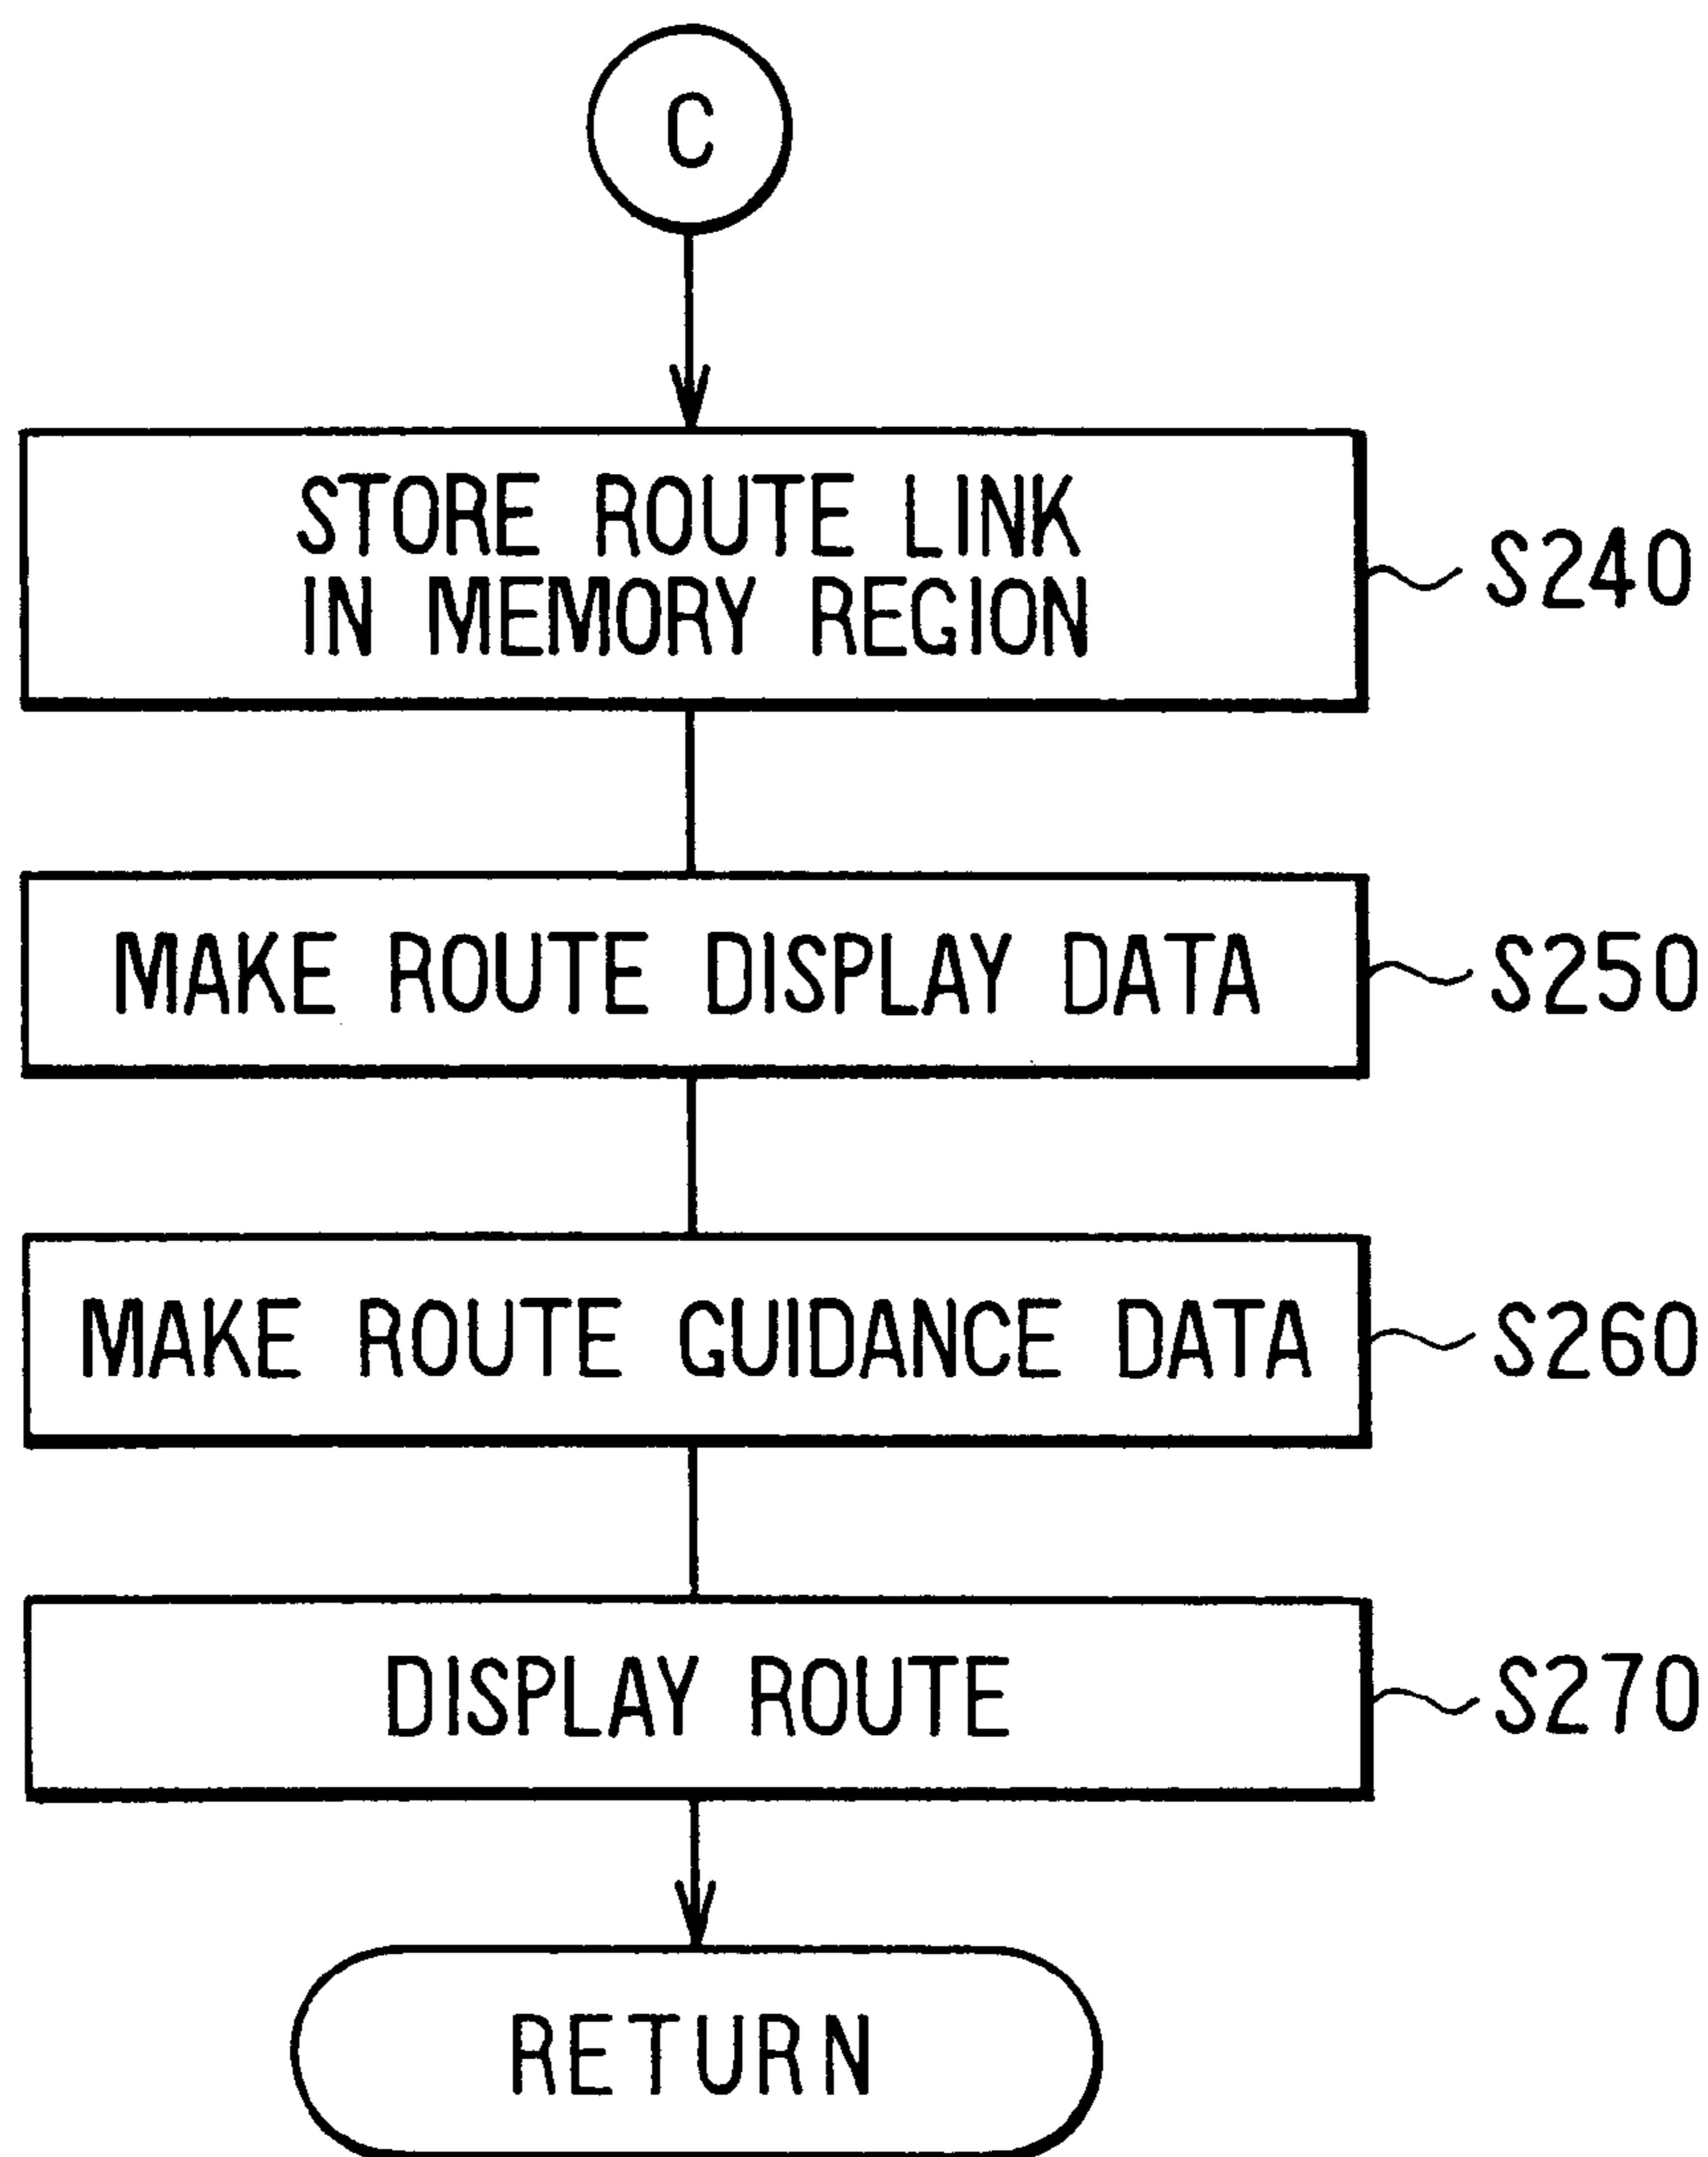 C
STORE ROUTE LINK
IN MEMORY REGION
S240
MAKE ROUTE DISPLAY DATA
S250
MAKE ROUTE GUIDANCE DATA
S260
DISPLAY ROUTE
S270
RETURN